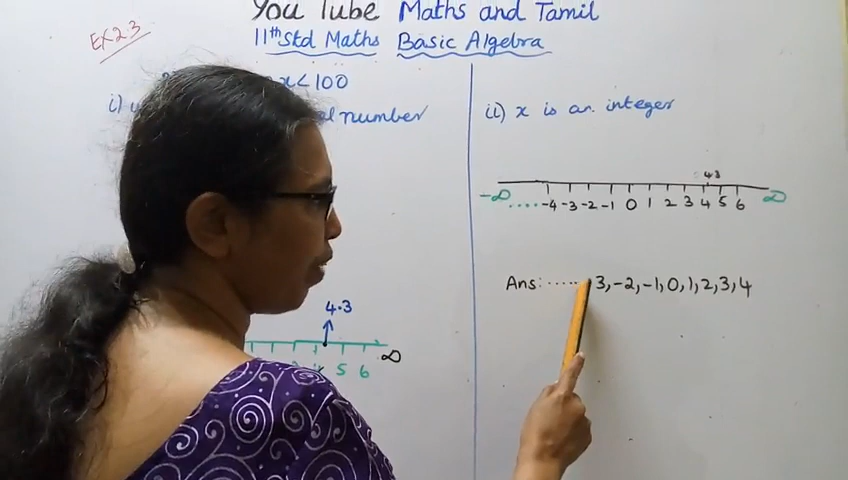 You Tube Maths and Tamil
EX 2.3
11th Std Maths Basic Algebra
x<100
i)
number
4.3
5 6 ∞
ii) x is an integer
4.3
-∞ .... -4 -3 -2 -1 0 1 2 3 4 5 6 ∞
Ans: ...... 3, -2, -1, 0, 1, 2, 3, 4